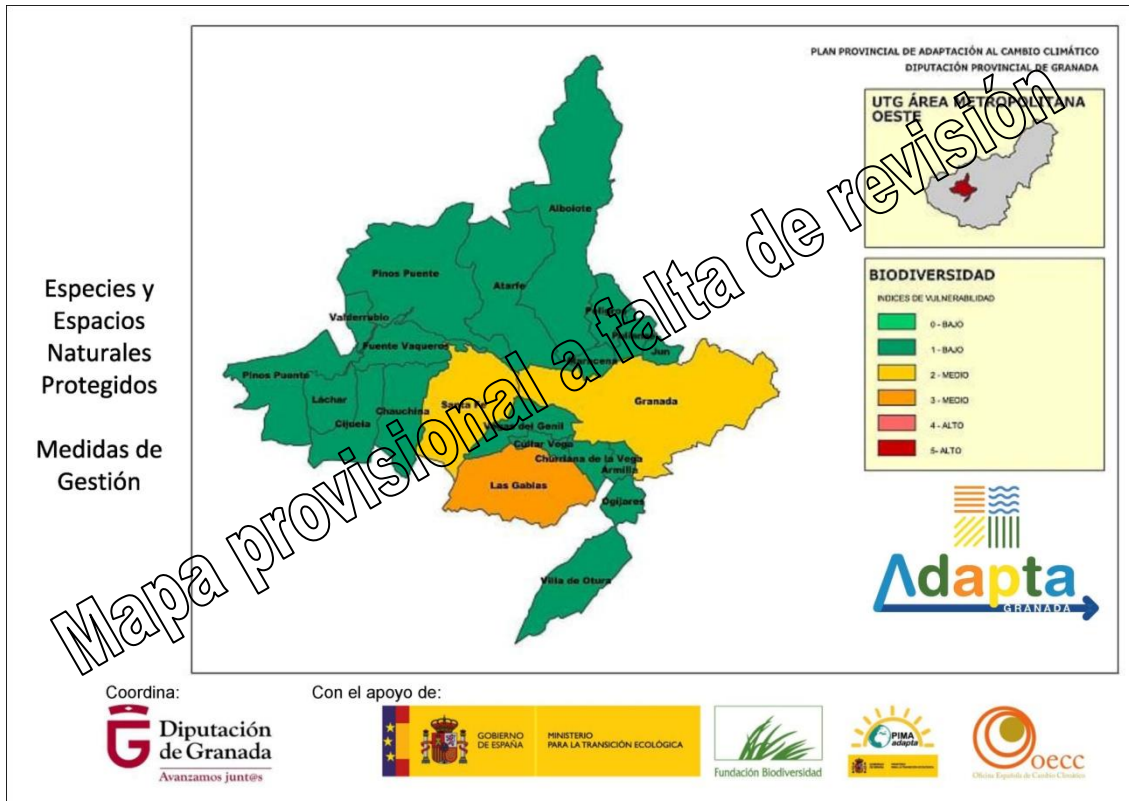 PLAN PROVINCIAL DE ADAPTACIÓN AL CAMBIO CLIMÁTICO
DIPUTACIÓN PROVINCIAL DE GRANADA
UTG ÁREA METROPOLITANA
OESTE
BIODIVERSIDAD
INDICES DE VULNERABILIDAD
0 - BAJO
1 - BAJO
2 - MEDIO
3 - MEDIO
4 - ALTO
5- ALTO
Especies y
Espacios
Naturales
Protegidos
Medidas de
Gestión
Albolote
Pinos Puente
Atarfe
Valderrubio
Fuente Vaqueros
Jun
Maracena
Pinos Puente
Láchar
Cijuela
Chauchina
Santa Fe
Granada
Vegas del Genil
Cúllar Vega
Churriana de la Vega
Armilla
Las Gabias
Ogíjares
Villa de Otura
Mapa provisional a falta de revisión
Adapta
GRANADA
Coordina:
Con el apoyo de:
Diputación
de Granada
Avanzamos junt@s
GOBIERNO
DE ESPAÑA
MINISTERIO
PARA LA TRANSICIÓN ECOLÓGICA
Fundación Biodiversidad
PIMA
adapta
oecc
Oficina Española de Cambio Climático